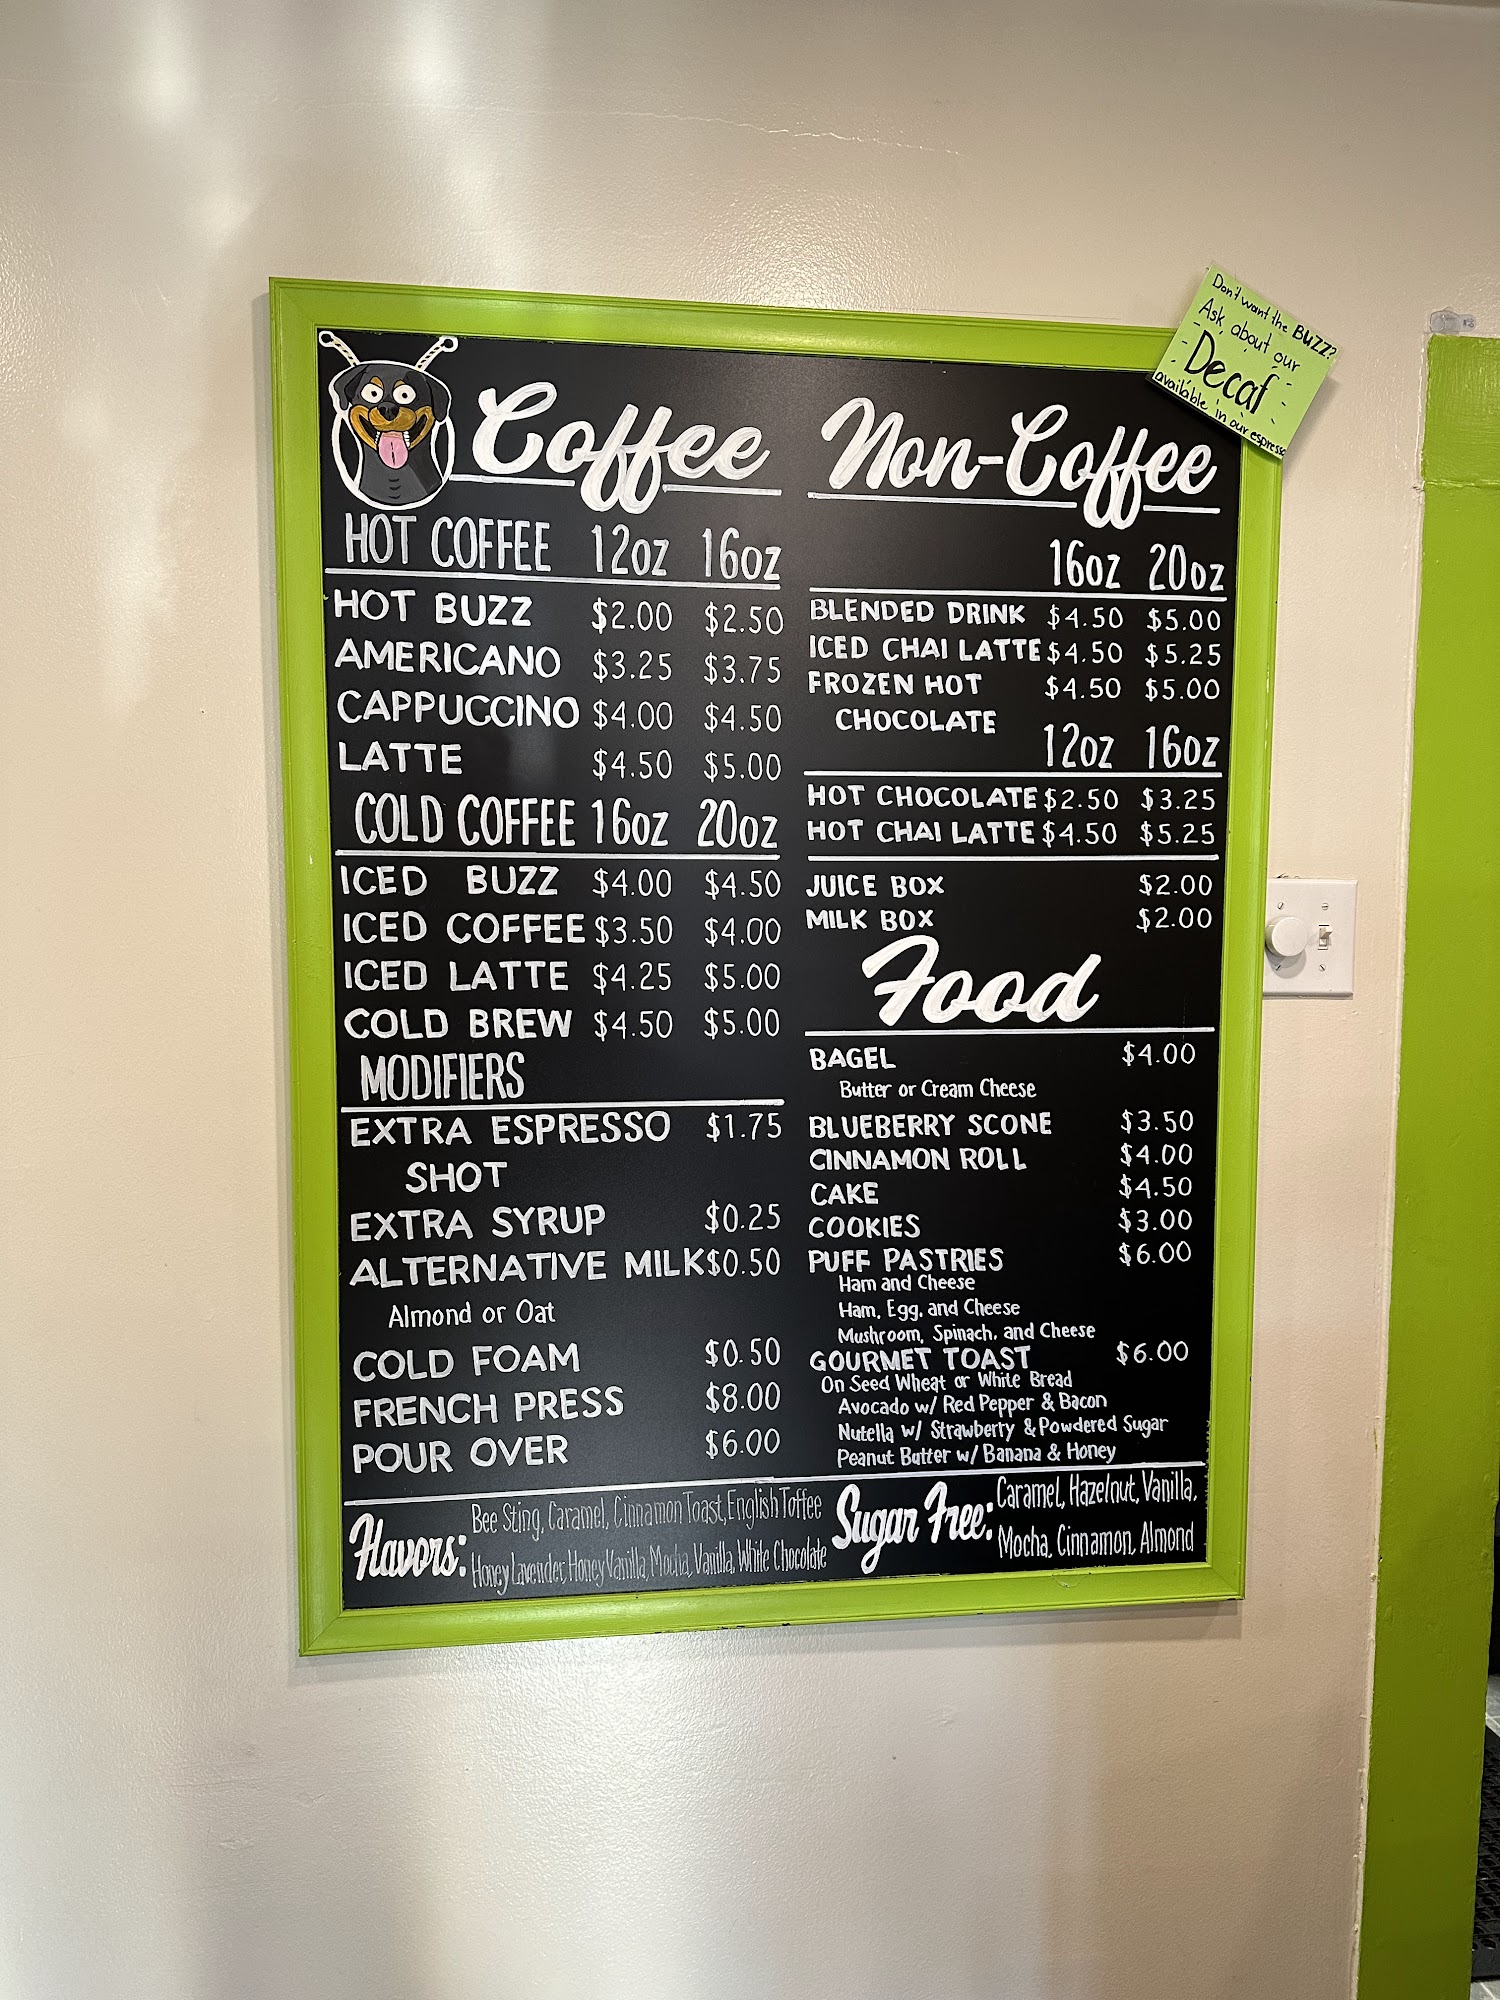 Don't want the BUZZ?
Ask about our
Decaf
available in our espresso
Coffee
HOT COFFEE 12oz 16oz
HOT BUZZ $2.00 $2.50
AMERICANO $3.25 $3.75
CAPPUCCINO $4.00 $4.50
LATTE $4.50 $5.00
COLD COFFEE 16oz 20oz
ICED BUZZ $4.00 $4.50
ICED COFFEE $3.50 $4.00
ICED LATTE $4.25 $5.00
COLD BREW $4.50 $5.00
MODIFIERS
EXTRA ESPRESSO $1.75
SHOT
EXTRA SYRUP $0.25
ALTERNATIVE MILK $0.50
Almond or Oat
COLD FOAM $0.50
FRENCH PRESS $8.00
POUR OVER $6.00
Non-Coffee
16oz 20oz
BLENDED DRINK $4.50 $5.00
ICED CHAI LATTE $4.50 $5.25
FROZEN HOT $4.50 $5.00
CHOCOLATE
12oz 16oz
HOT CHOCOLATE $2.50 $3.25
HOT CHAI LATTE $4.50 $5.25
JUICE BOX $2.00
MILK BOX $2.00
Food
BAGEL $4.00
Butter or Cream Cheese
BLUEBERRY SCONE $3.50
CINNAMON ROLL $4.00
CAKE $4.50
COOKIES $3.00
PUFF PASTRIES $6.00
Ham and Cheese
Ham, Egg, and Cheese
Mushroom, Spinach, and Cheese
GOURMET TOAST $6.00
On Seed Wheat or White Bread
Avocado w/ Red Pepper & Bacon
Nutella w/ Strawberry & Powdered Sugar
Peanut Butter w/ Banana & Honey
Flavors: Bee Sting, Caramel, Cinnamon Toast, English Toffee
Honey Lavender, Honey Vanilla, Mocha, Vanilla, White Chocolate
Sugar Free: Caramel, Hazelnut, Vanilla,
Mocha, Cinnamon, Almond